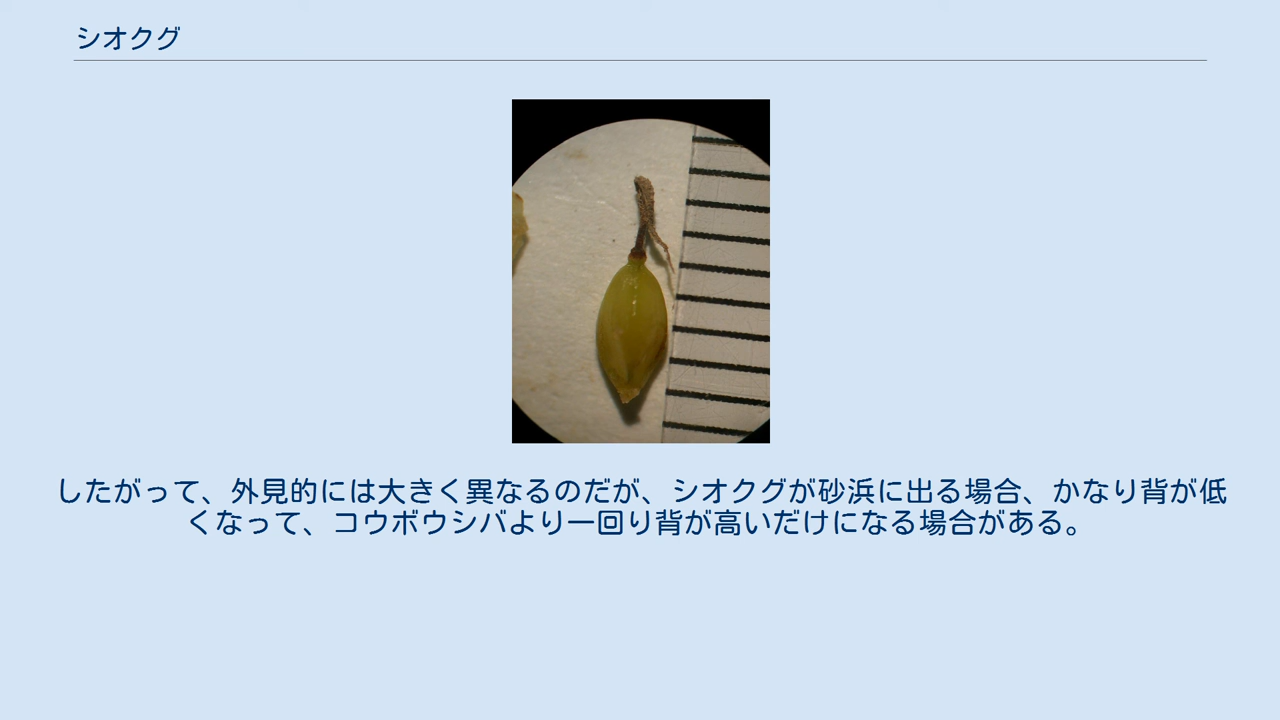 シオクグ
したがって、外見的には大きく異なるのだが、シオクグが砂浜に出る場合、かなり背が低
くなって、コウボウシバより一回り背が高いだけになる場合がある。